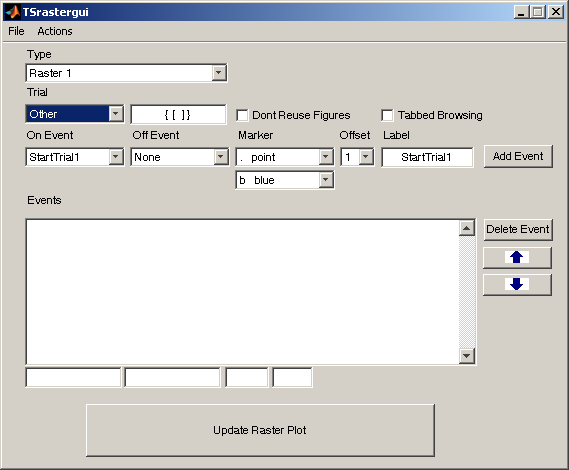 TSrastergui
File Actions
Type
Raster 1
Trial
Other { [ ] } Dont Reuse Figures Tabbed Browsing
On Event Off Event Marker Offset Label
StartTrial1 None . point 1 StartTrial1 Add Event
b blue
Events
Delete Event
Update Raster Plot